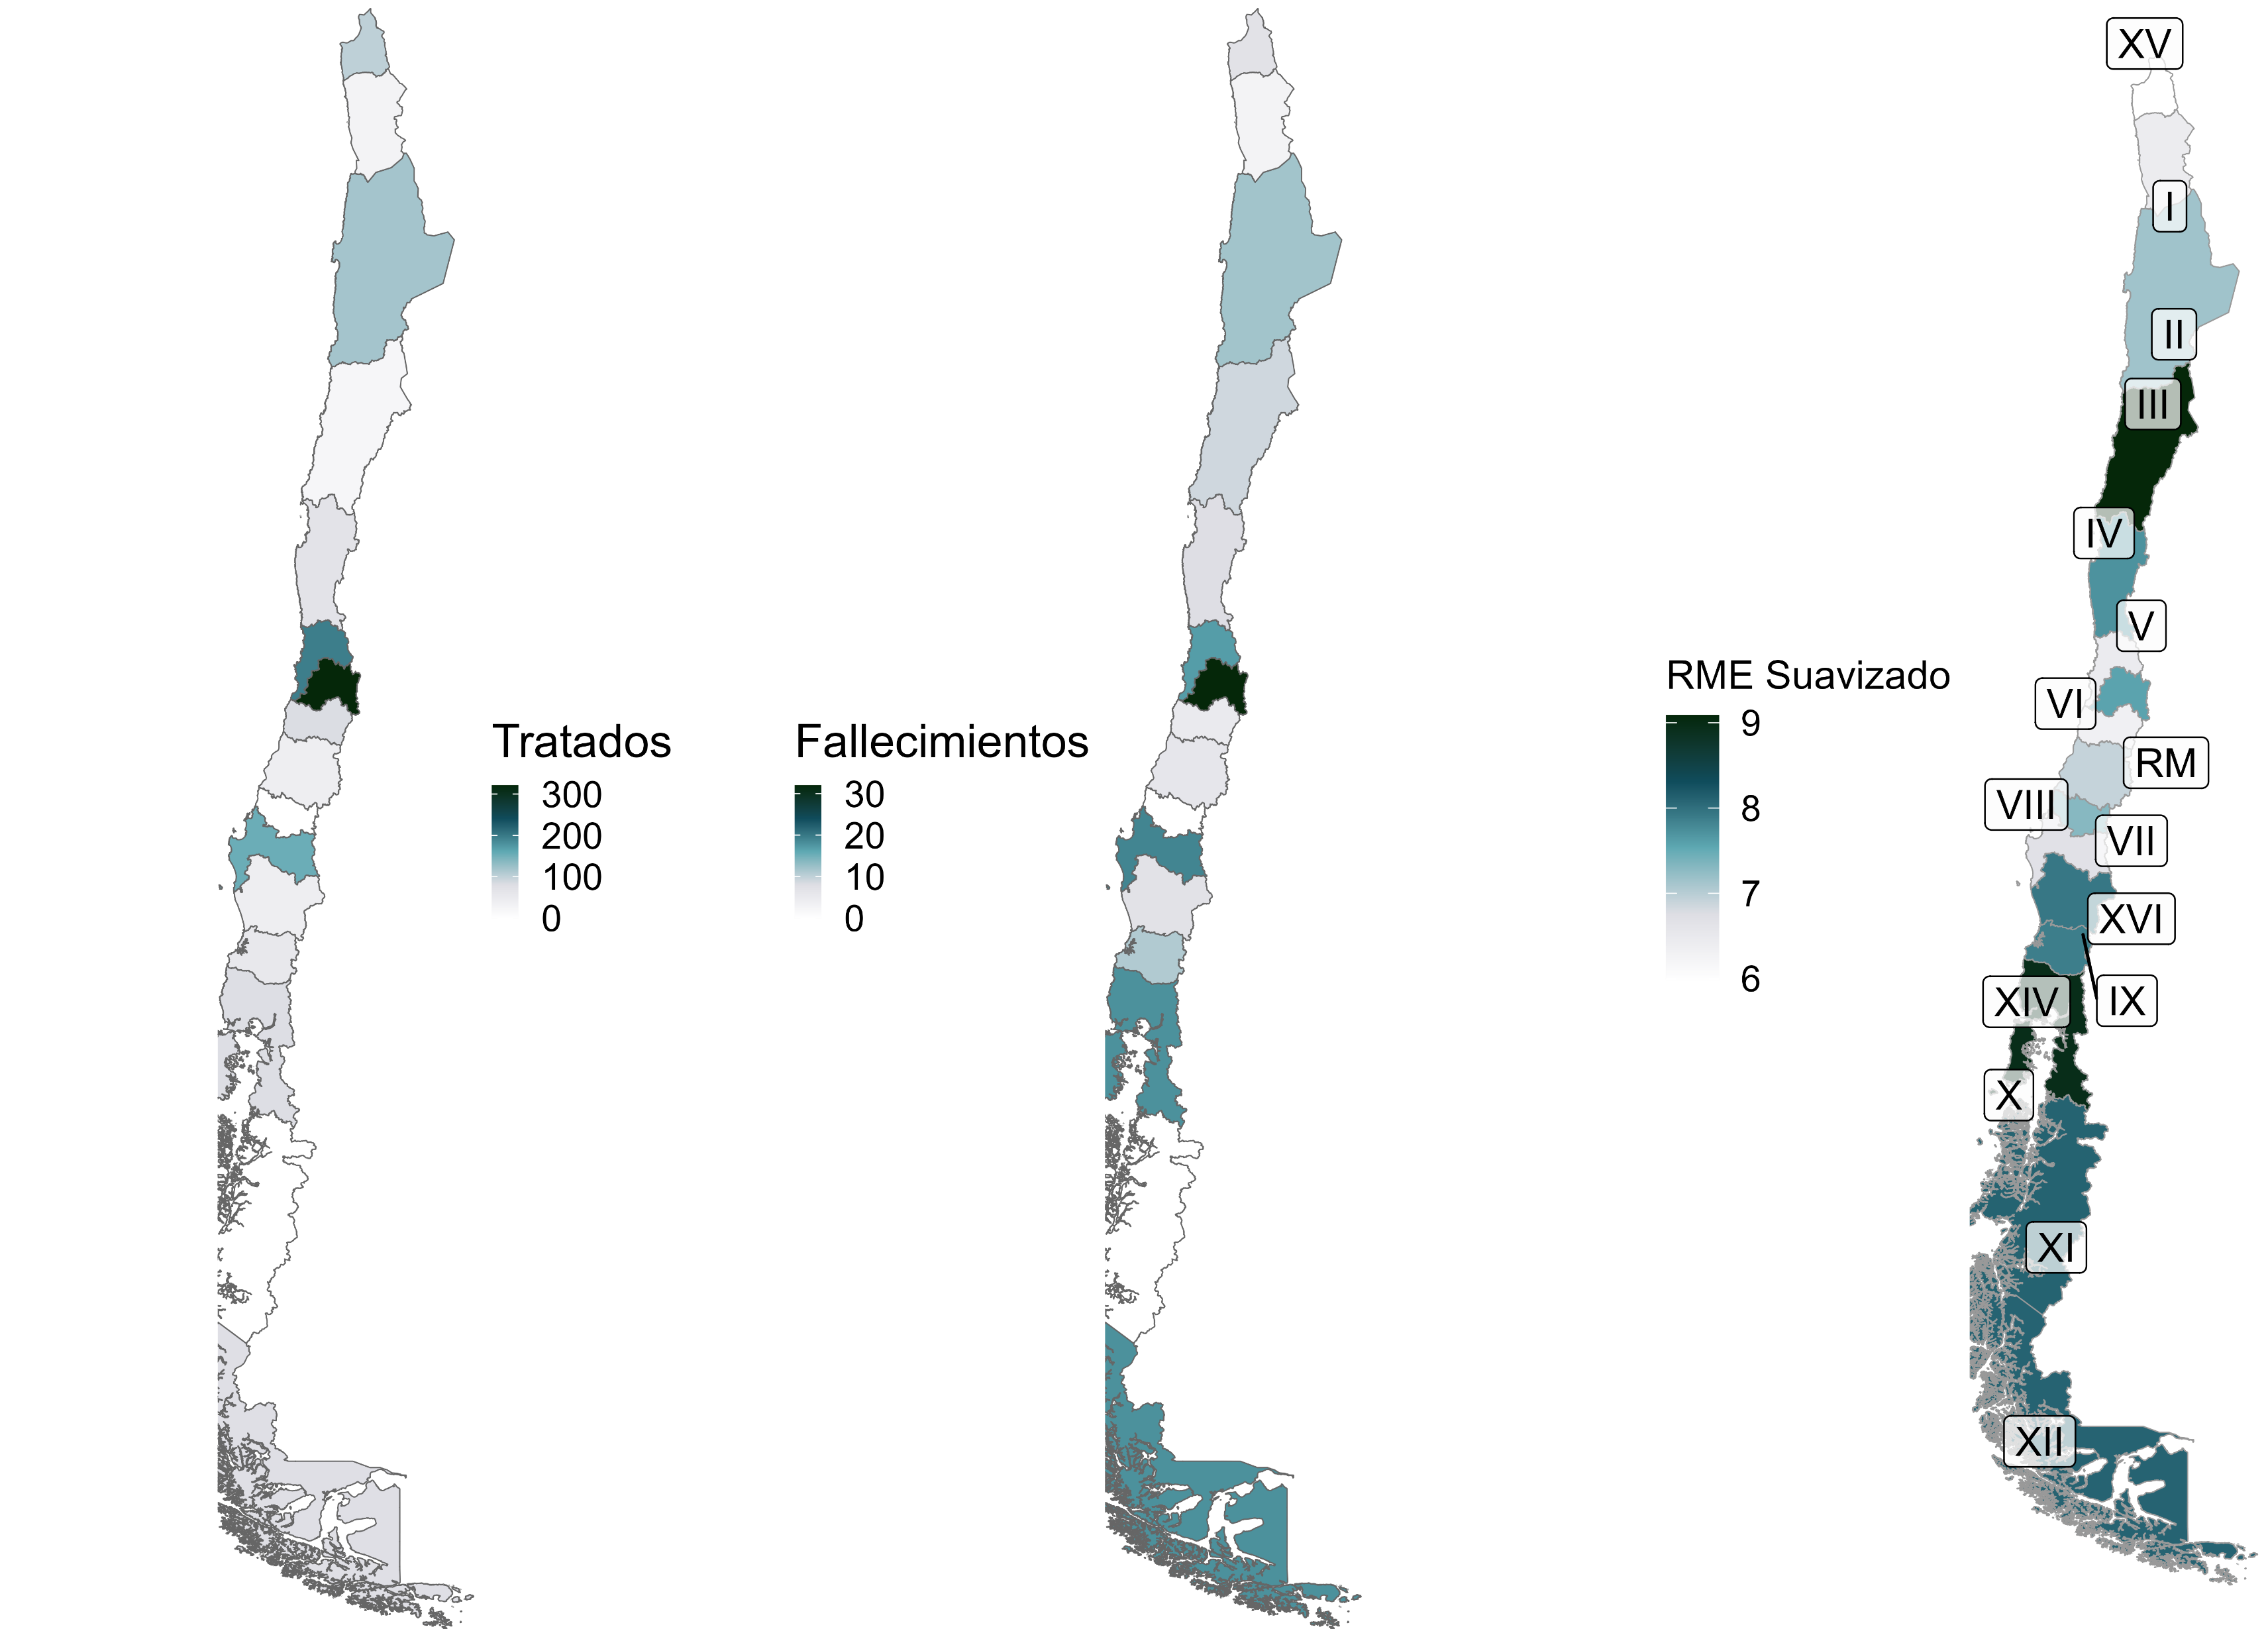 Tratados
300
200
100
0
Fallecimientos
30
20
10
0
RME Suavizado
9
8
7
6
XV
I
II
III
IV
V
VI
RM
VIII
VII
XVI
XIV
IX
X
XI
XII